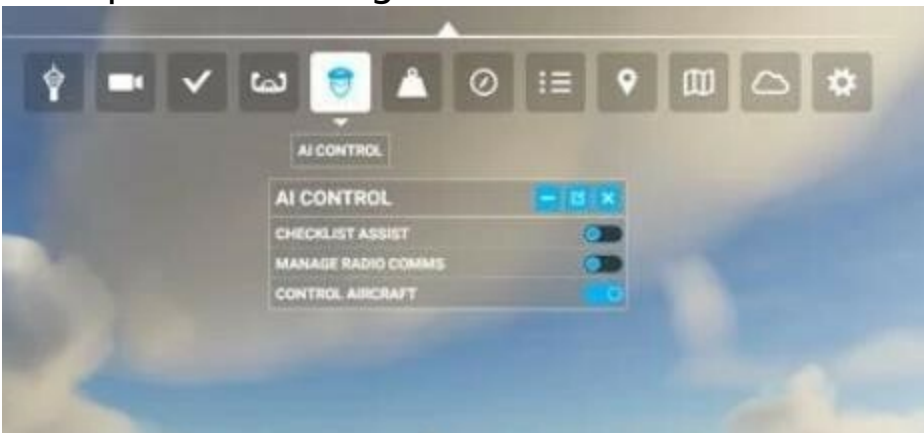 AI CONTROL
AI CONTROL
CHECKLIST ASSIST
MANAGE RADIO COMMS
CONTROL AIRCRAFT